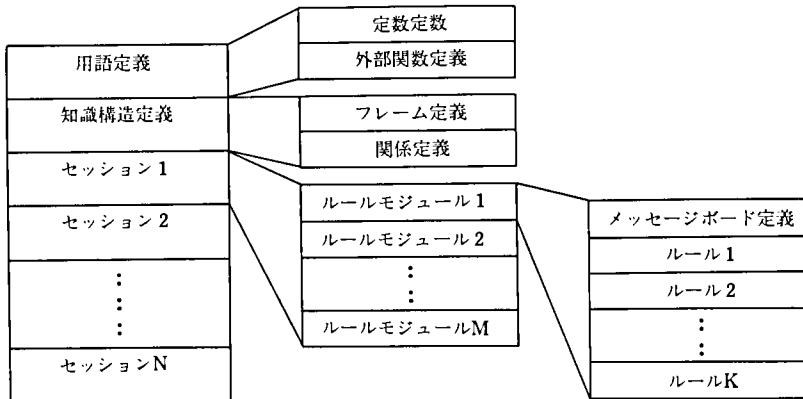 用語定義
知識構造定義
セッション1
セッション2
セッションN
定数定数
外部関数定義
フレーム定義
関係定義
ルールモジュール1
ルールモジュール2
ルールモジュールM
メッセージボード定義
ルール1
ルール2
ルールK